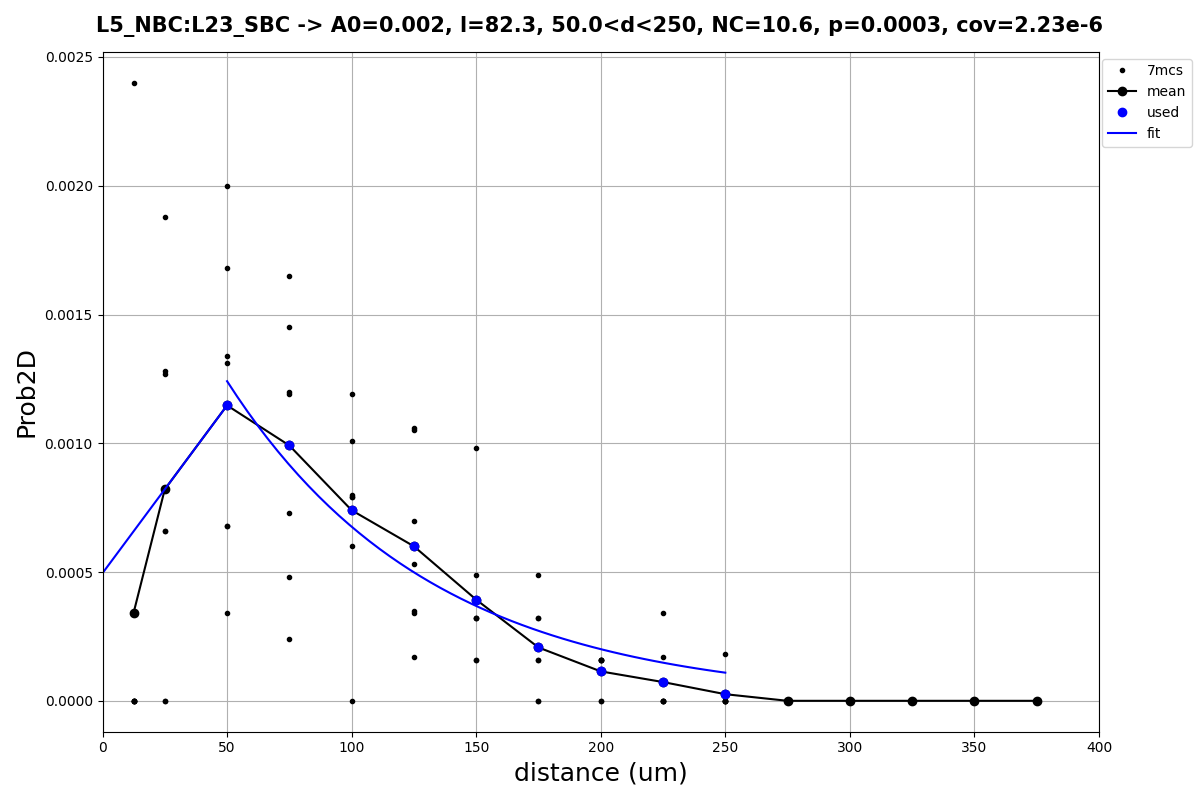 L5_NBC:L23_SBC -> A0=0.002, l=82.3, 50.0<d<250, NC=10.6, p=0.0003, cov=2.23e-6
0.0025
0.0020
0.0015
0.0010
0.0005
0.0000
Prob2D
0 50 100 150 200 250 300 350 400
distance (um)
7mcs
mean
used
fit